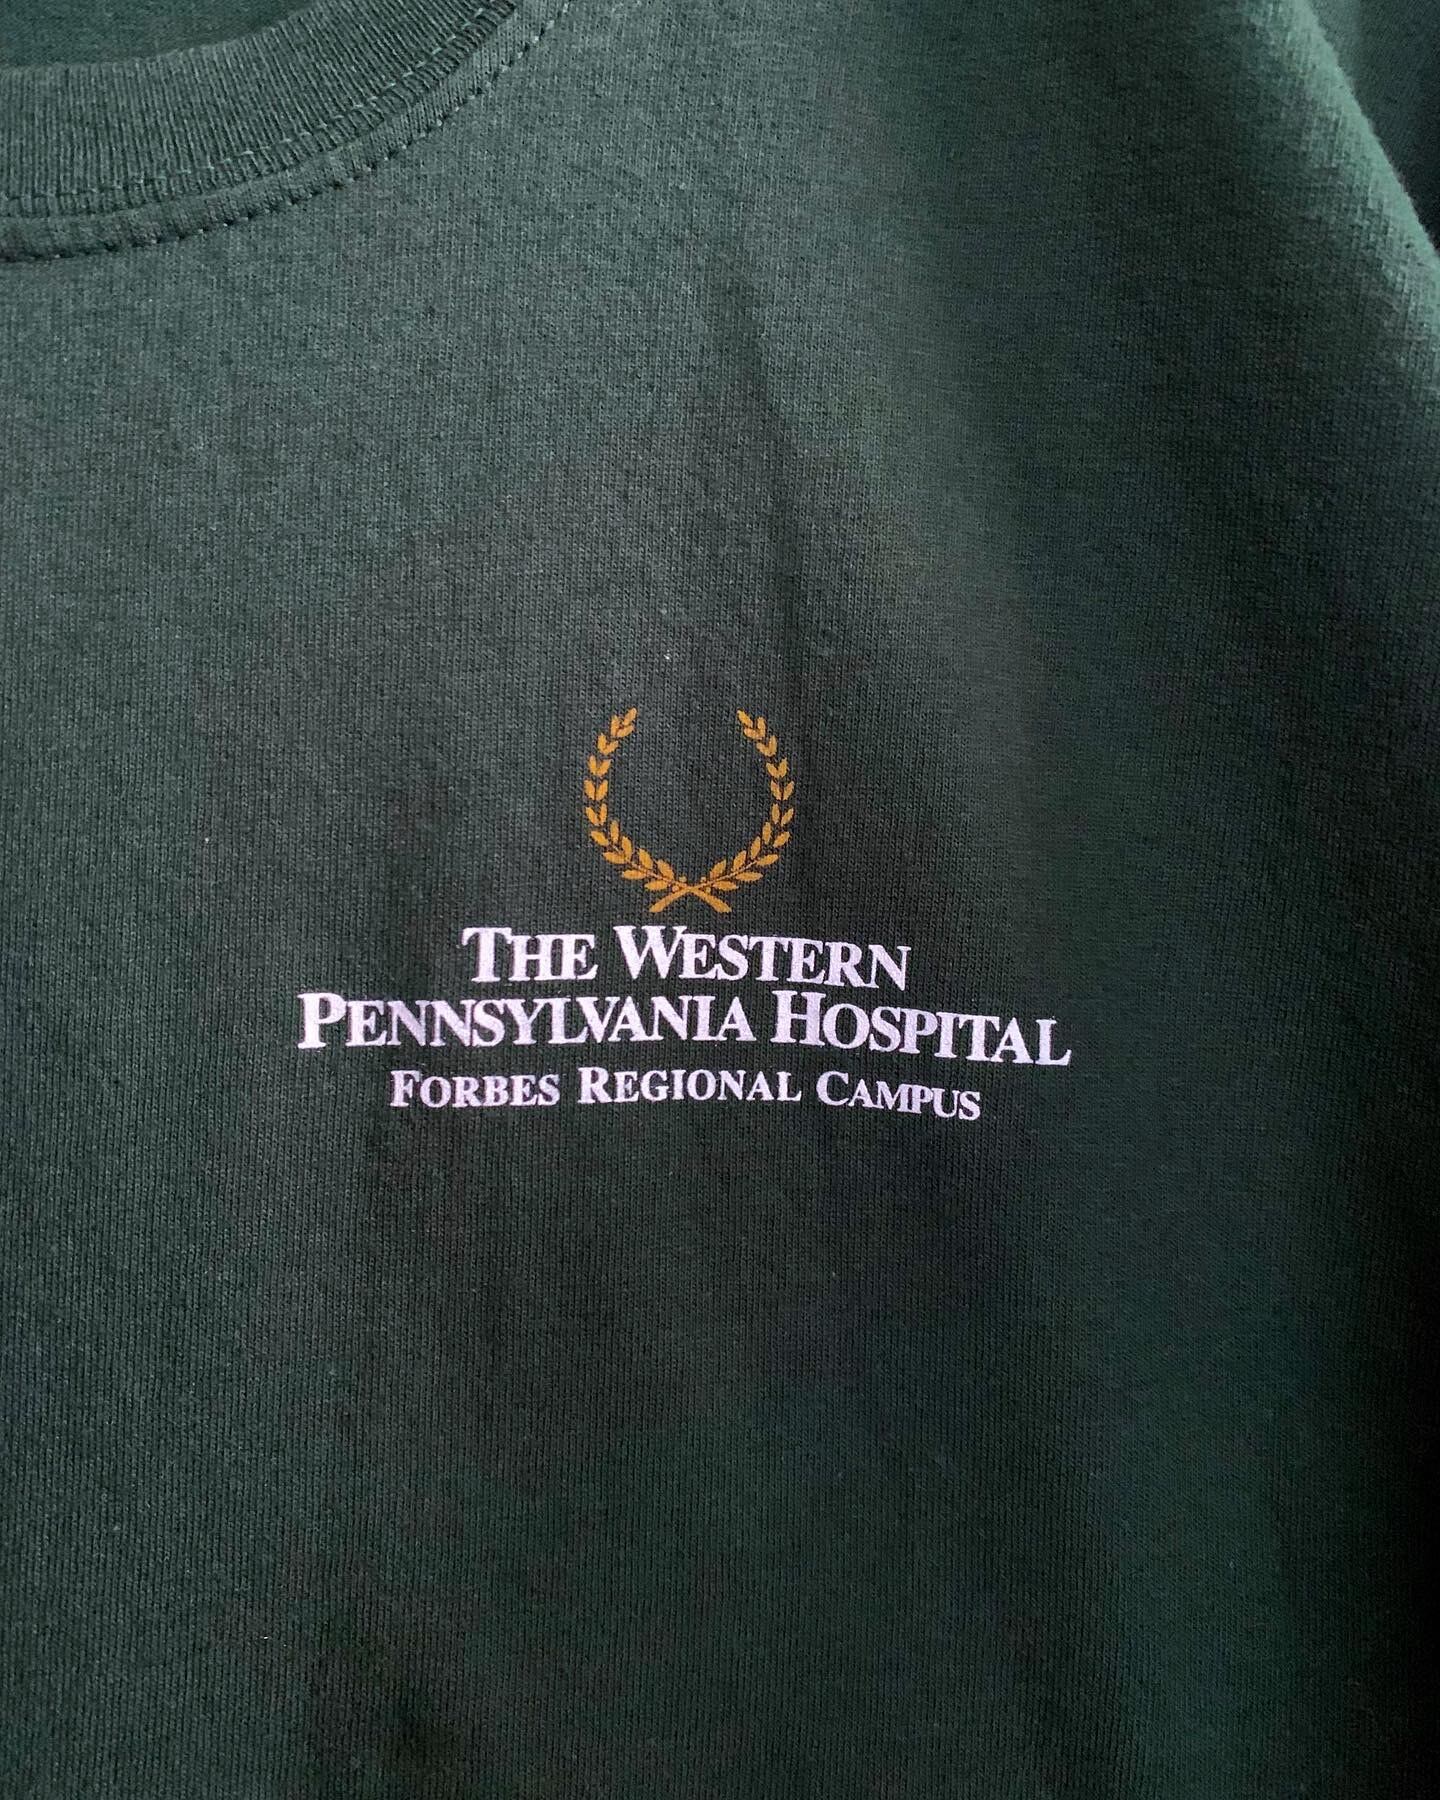 THE WESTERN
PENNSYLVANIA HOSPITAL
FORBES REGIONAL CAMPUS